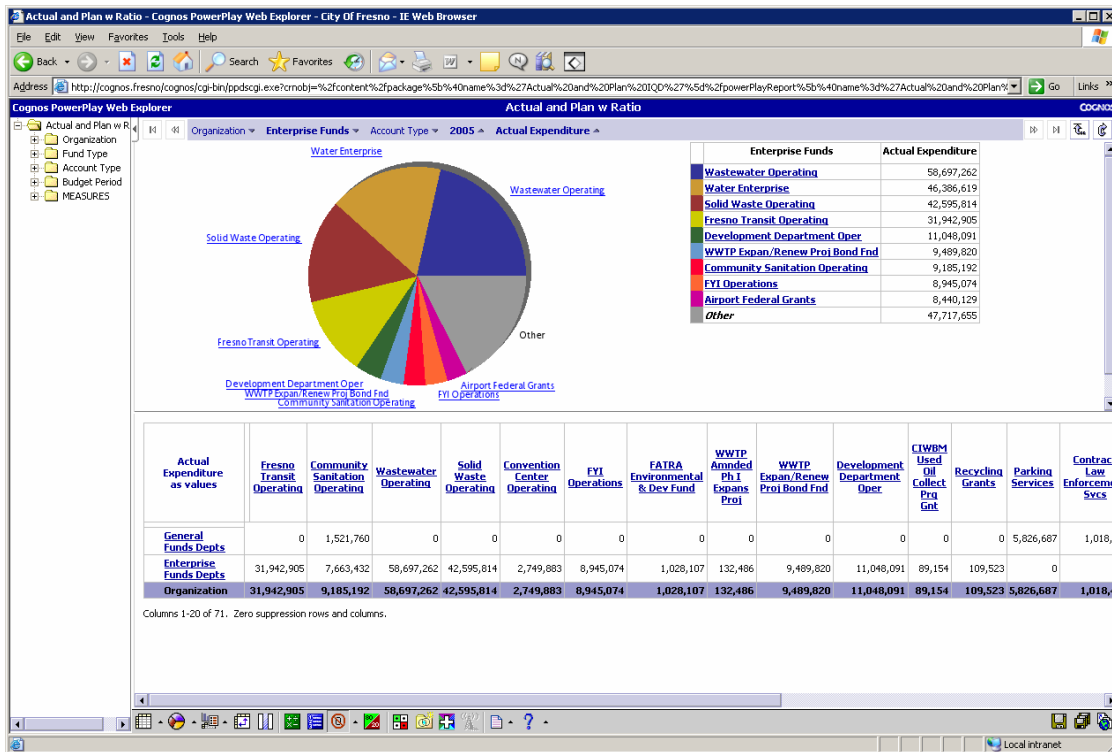 Actual and Plan w Ratio - Cognos PowerPlay Web Explorer - City Of Fresno - IE Web Browser
File Edit View Favorites Tools Help
Back Search Favorites
Address http://cognos.fresno/cognos/cgi-bin/ppdscgi.exe?crnobj=%2fcontent%2fpackage%5b%40name%3d%27Actual%20and%20Plan%20IQD%27%5d%2fpowerPlayReport%5b%40name%3d%27Actual%20and%20Plan% Go Links »
Cognos PowerPlay Web Explorer Actual and Plan w Ratio COGNOS
Actual and Plan w R
Organization
Fund Type
Account Type
Budget Period
MEASURES
Organization Enterprise Funds Account Type 2005 Actual Expenditure
Water Enterprise
Wastewater Operating
Solid Waste Operating
Fresno Transit Operating
Other
Development Department Oper
WWTP Expan/Renew Proj Bond Fnd
Community Sanitation Operating
FYI Operations
Airport Federal Grants
Enterprise Funds Actual Expenditure
Wastewater Operating 58,697,262
Water Enterprise 46,386,619
Solid Waste Operating 42,595,814
Fresno Transit Operating 31,942,905
Development Department Oper 11,048,091
WWTP Expan/Renew Proj Bond Fnd 9,489,820
Community Sanitation Operating 9,185,192
FYI Operations 8,945,074
Airport Federal Grants 8,440,129
Other 47,717,655
Actual Expenditure as values
Fresno Transit Operating
Community Sanitation Operating
Wastewater Operating
Solid Waste Operating
Convention Center Operating
FYI Operations
FATRA Environmental & Dev Fund
WWTP Amnded Ph I Expans Proj
WWTP Expan/Renew Proj Bond Fnd
Development Department Oper
CIWBM Used Oil Collect Prg Gnt
Recycling Grants
Parking Services
Contrac Law Enforceme Svcs
General Funds Depts 0 1,521,760 0 0 0 0 0 0 0 0 0 0 5,826,687 1,018,
Enterprise Funds Depts 31,942,905 7,663,432 58,697,262 42,595,814 2,749,883 8,945,074 1,028,107 132,486 9,489,820 11,048,091 89,154 109,523 0
Organization 31,942,905 9,185,192 58,697,262 42,595,814 2,749,883 8,945,074 1,028,107 132,486 9,489,820 11,048,091 89,154 109,523 5,826,687 1,018,
Columns 1-20 of 71. Zero suppression rows and columns.
Local intranet